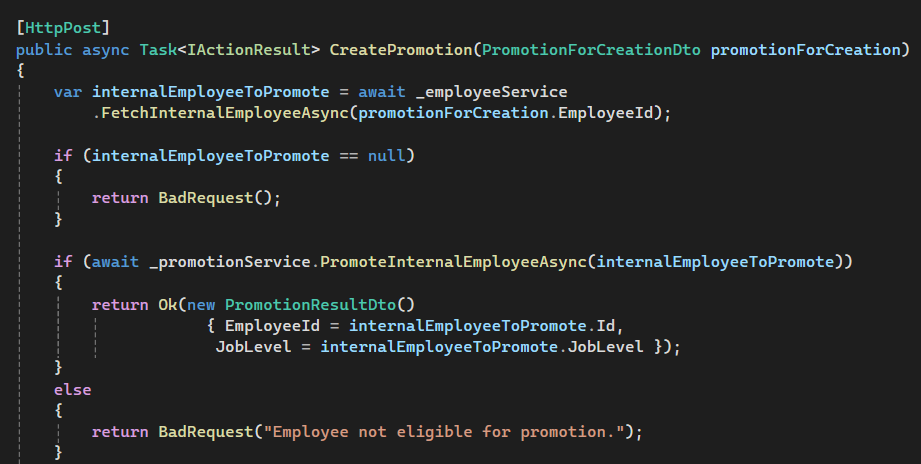 [HttpPost]
public async Task<IActionResult> CreatePromotion(PromotionForCreationDto promotionForCreation)
{
    var internalEmployeeToPromote = await _employeeService
        .FetchInternalEmployeeAsync(promotionForCreation.EmployeeId);

    if (internalEmployeeToPromote == null)
    {
        return BadRequest();
    }

    if (await _promotionService.PromoteInternalEmployeeAsync(internalEmployeeToPromote))
    {
        return Ok(new PromotionResultDto()
                    { EmployeeId = internalEmployeeToPromote.Id,
                     JobLevel = internalEmployeeToPromote.JobLevel });
    }
    else
    {
        return BadRequest("Employee not eligible for promotion.");
    }